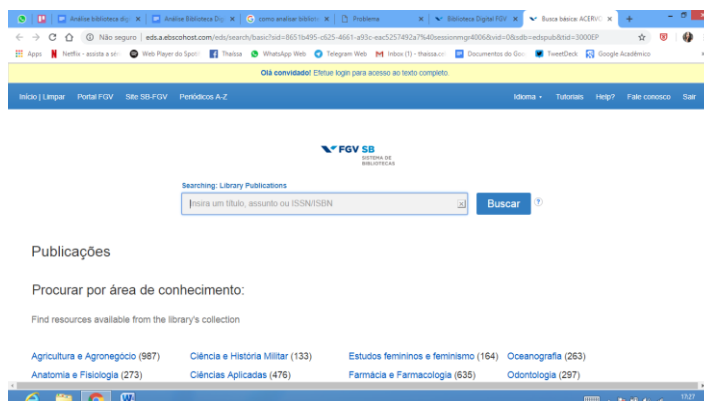 Análise biblioteca dig
Análise Biblioteca Dig
como analisar bibliote
Problema
Biblioteca Digital FGV
Busca básica: ACERVO
Não seguro | eds.a.ebscohost.com/eds/search/basic?sid=8651b495-c625-4661-a93c-eac5257492a7%40sessionmgr4006&vid=0&sdb=edspub&tid=3000EP
Apps
Netflix - assista a séri
Web Player do Spoti
Thaíssa
WhatsApp Web
Telegram Web
Inbox (1) - thaissa.cor
Documentos do Goo
TweetDeck
Google Acadêmico
Olá convidado! Efetue login para acesso ao texto completo.
Início | Limpar Portal FGV Site SB-FGV Periódicos A-Z Idioma Tutoriais Help? Fale conosco Sair
FGV SB
SISTEMA DE
BIBLIOTECAS
Searching: Library Publications
Insira um título, assunto ou ISSN/ISBN
Buscar
Publicações
Procurar por área de conhecimento:
Find resources available from the library's collection
Agricultura e Agronegócio (987) Ciência e História Militar (133) Estudos femininos e feminismo (164) Oceanografia (263)
Anatomia e Fisiologia (273) Ciências Aplicadas (476) Farmácia e Farmacologia (635) Odontologia (297)
17:27